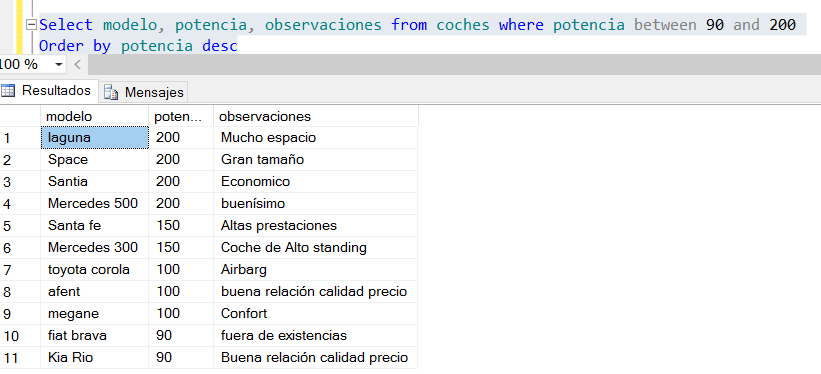 Select modelo, potencia, observaciones from coches where potencia between 90 and 200
Order by potencia desc
100 %
Resultados Mensajes
modelo poten... observaciones
1 laguna 200 Mucho espacio
2 Space 200 Gran tamaño
3 Santia 200 Economico
4 Mercedes 500 200 buenísimo
5 Santa fe 150 Altas prestaciones
6 Mercedes 300 150 Coche de Alto standing
7 toyota corola 100 Airbarg
8 afent 100 buena relación calidad precio
9 megane 100 Confort
10 fiat brava 90 fuera de existencias
11 Kia Rio 90 Buena relación calidad precio